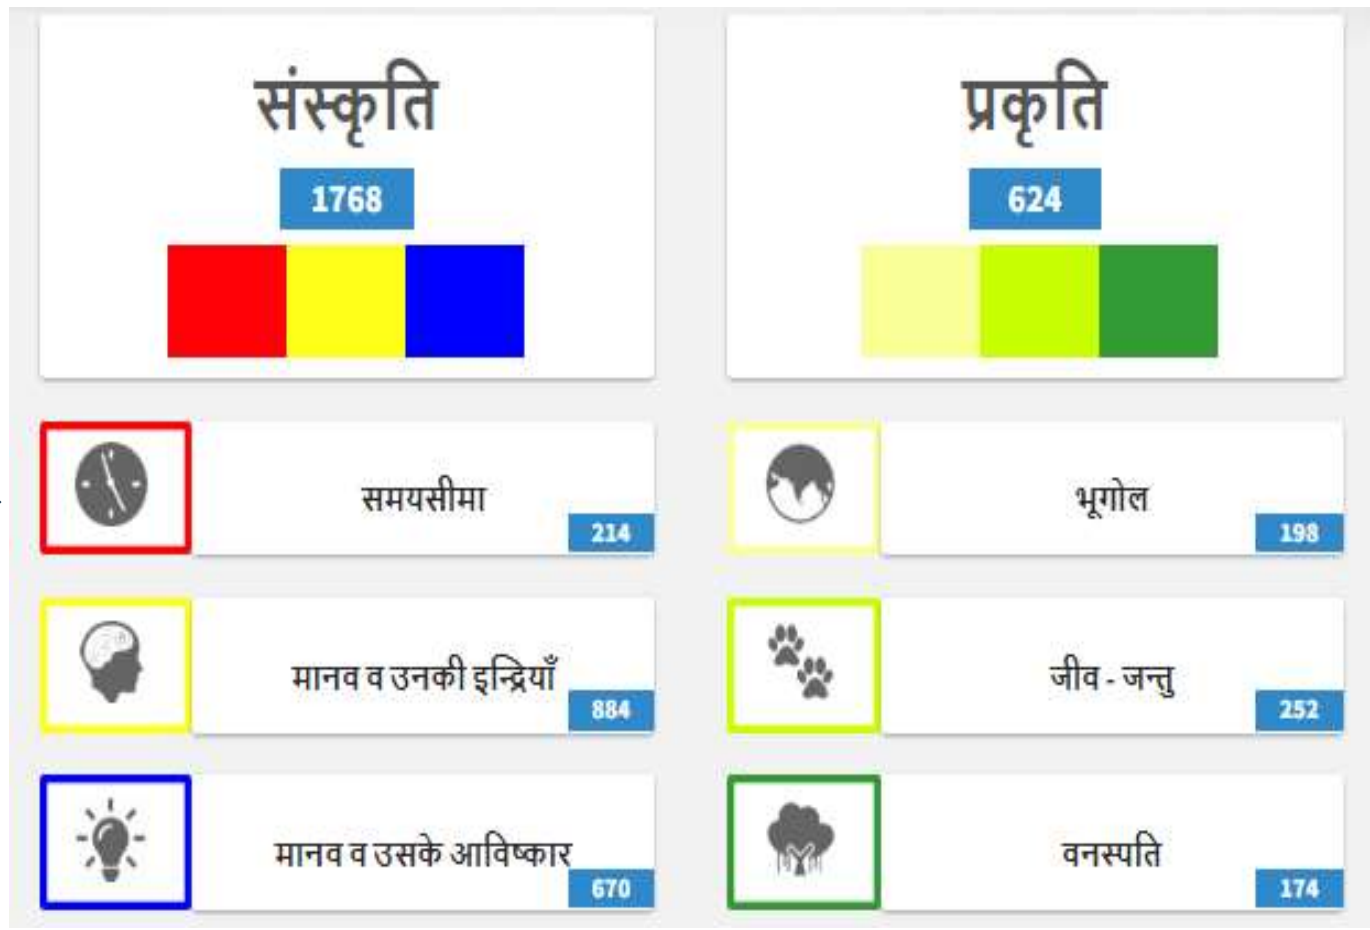 संस्कृति
1768
समयसीमा
214
मानव व उनकी इन्द्रियाँ
884
मानव व उसके आविष्कार
670
प्रकृति
624
भूगोल
198
जीव - जन्तु
252
वनस्पति
174